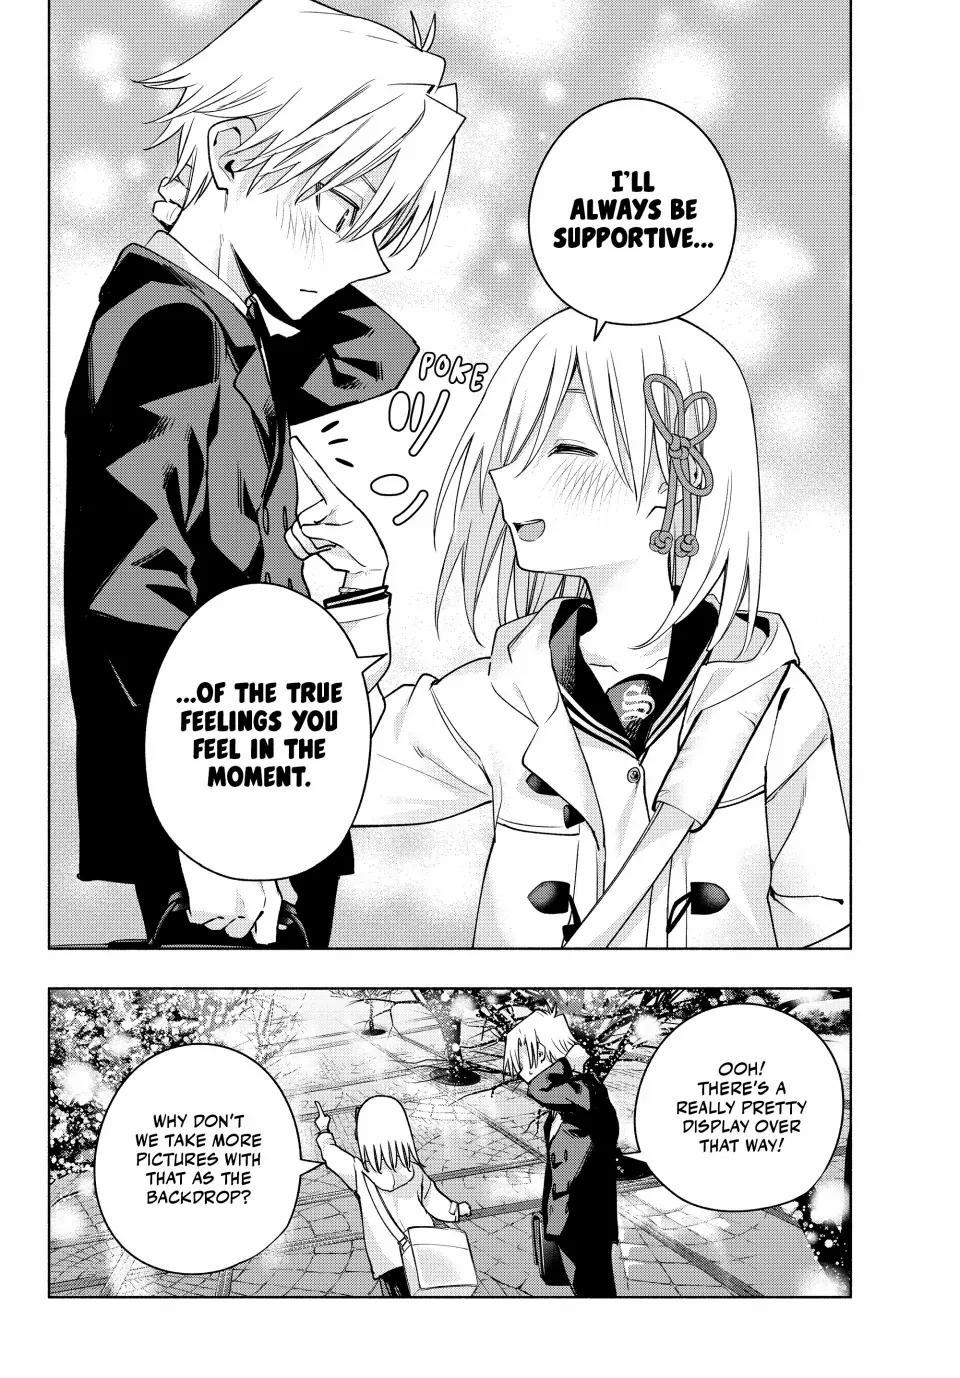 I'LL
ALWAYS BE
SUPPORTIVE...
POKE
...OF THE TRUE
FEELINGS YOU
FEEL IN THE
MOMENT.
OOH!
THERE'S A
REALLY PRETTY
DISPLAY OVER
THAT WAY!
WHY DON'T
WE TAKE MORE
PICTURES WITH
THAT AS THE
BACKDROP?